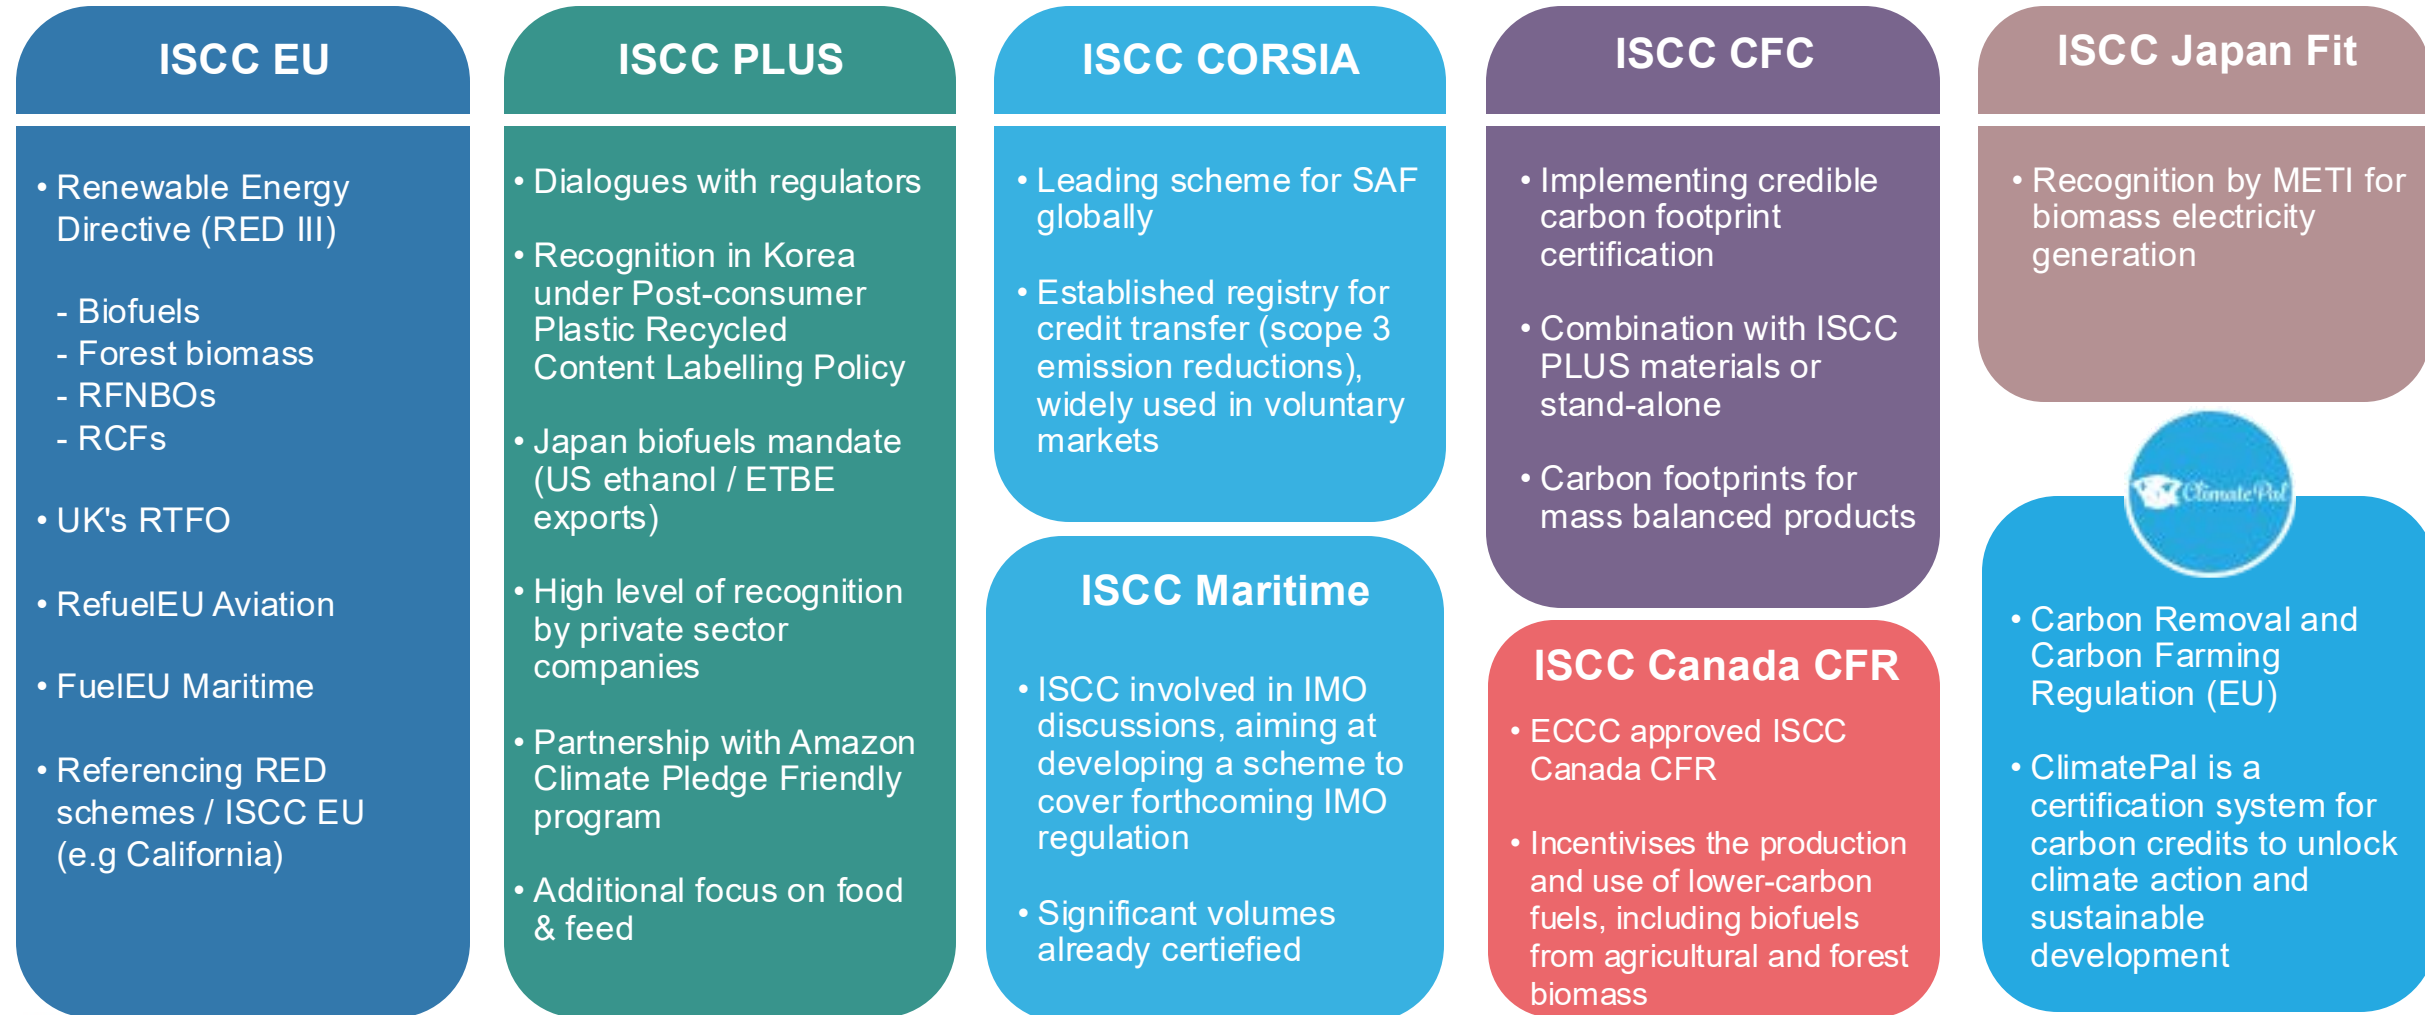 ISCC EU
• Renewable Energy
Directive (RED III)
- Biofuels
- Forest biomass
- RFNBOs
- RCFs
• UK's RTFO
• RefuelEU Aviation
• FuelEU Maritime
• Referencing RED
schemes / ISCC EU
(e.g California)
ISCC PLUS
• Dialogues with regulators
• Recognition in Korea
under Post-consumer
Plastic Recycled
Content Labelling Policy
• Japan biofuels mandate
(US ethanol / ETBE
exports)
• High level of recognition
by private sector
companies
• Partnership with Amazon
Climate Pledge Friendly
program
• Additional focus on food
& feed
ISCC CORSIA
• Leading scheme for SAF
globally
• Established registry for
credit transfer (scope 3
emission reductions),
widely used in voluntary
markets
ISCC Maritime
• ISCC involved in IMO
discussions, aiming at
developing a scheme to
cover forthcoming IMO
regulation
• Significant volumes
already certiefied
ISCC CFC
• Implementing credible
carbon footprint
certification
• Combination with ISCC
PLUS materials or
stand-alone
• Carbon footprints for
mass balanced products
ISCC Canada CFR
• ECCC approved ISCC
Canada CFR
• Incentivises the production
and use of lower-carbon
fuels, including biofuels
from agricultural and forest
biomass
ISCC Japan Fit
• Recognition by METI for
biomass electricity
generation
ClimatePal
• Carbon Removal and
Carbon Farming
Regulation (EU)
• ClimatePal is a
certification system for
carbon credits to unlock
climate action and
sustainable
development